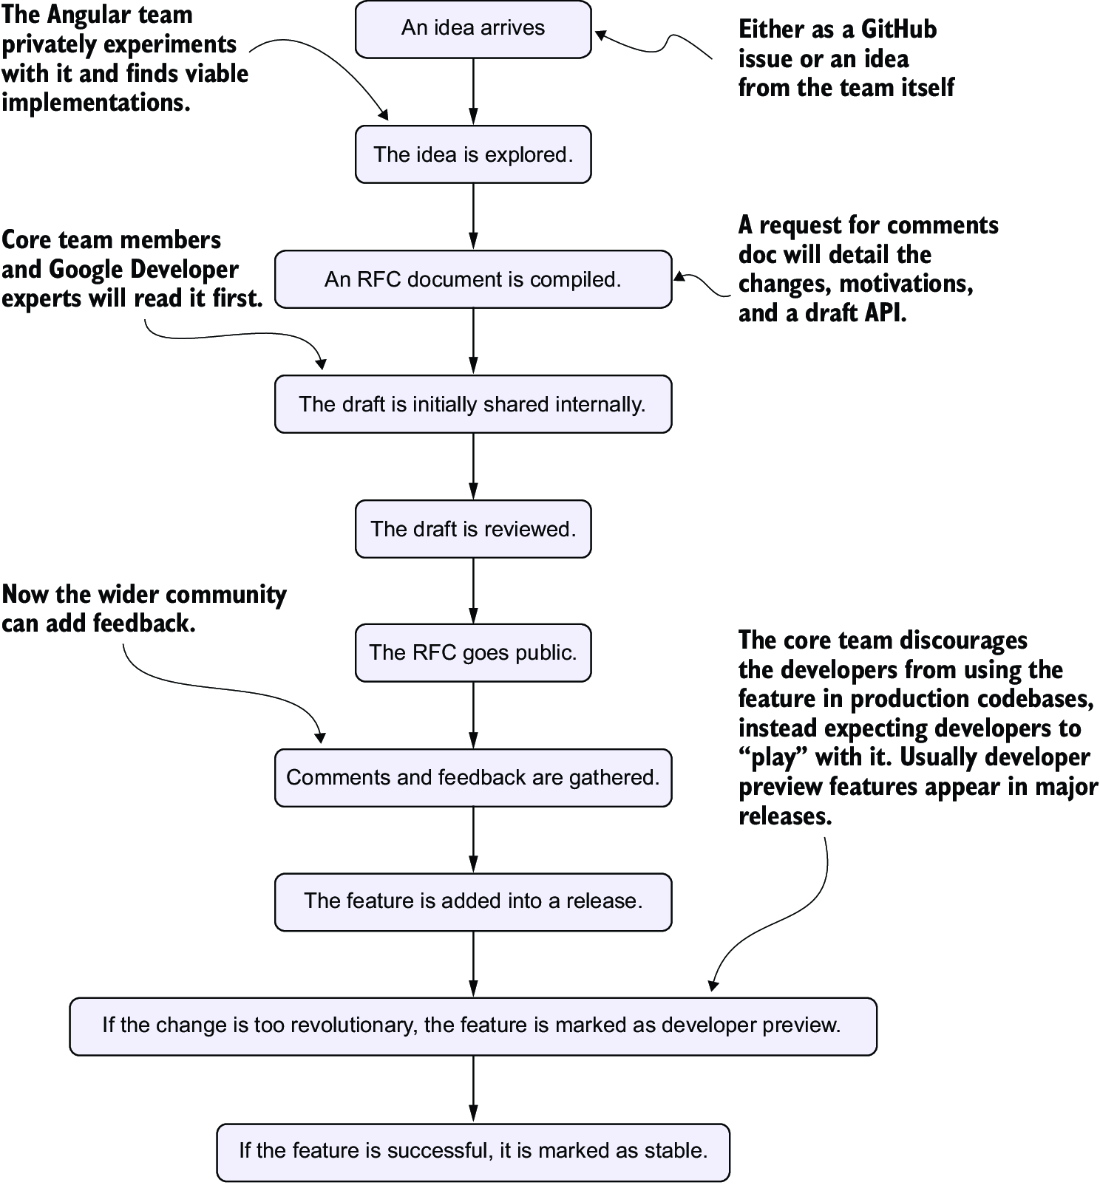 The Angular team
privately experiments
with it and finds viable
implementations.
An idea arrives
Either as a GitHub
issue or an idea
from the team itself
The idea is explored.
Core team members
and Google Developer
experts will read it first.
An RFC document is compiled.
A request for comments
doc will detail the
changes, motivations,
and a draft API.
The draft is initially shared internally.
The draft is reviewed.
Now the wider community
can add feedback.
The RFC goes public.
The core team discourages
the developers from using the
feature in production codebases,
instead expecting developers to
“play” with it. Usually developer
preview features appear in major
releases.
Comments and feedback are gathered.
The feature is added into a release.
If the change is too revolutionary, the feature is marked as developer preview.
If the feature is successful, it is marked as stable.